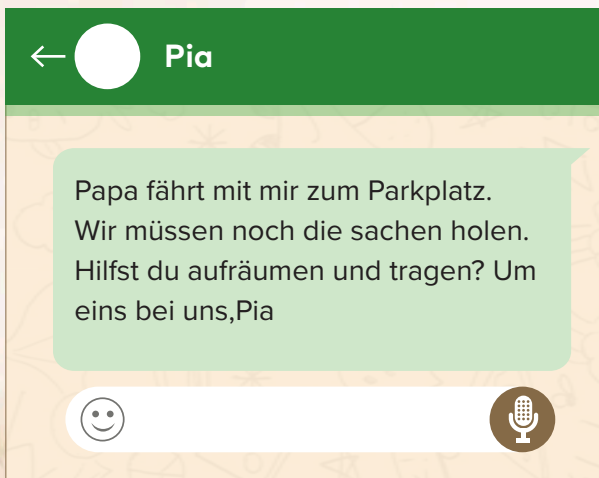 Pia
Papa fährt mit mir zum Parkplatz.
Wir müssen noch die sachen holen.
Hilfst du aufräumen und tragen? Um
eins bei uns,Pia